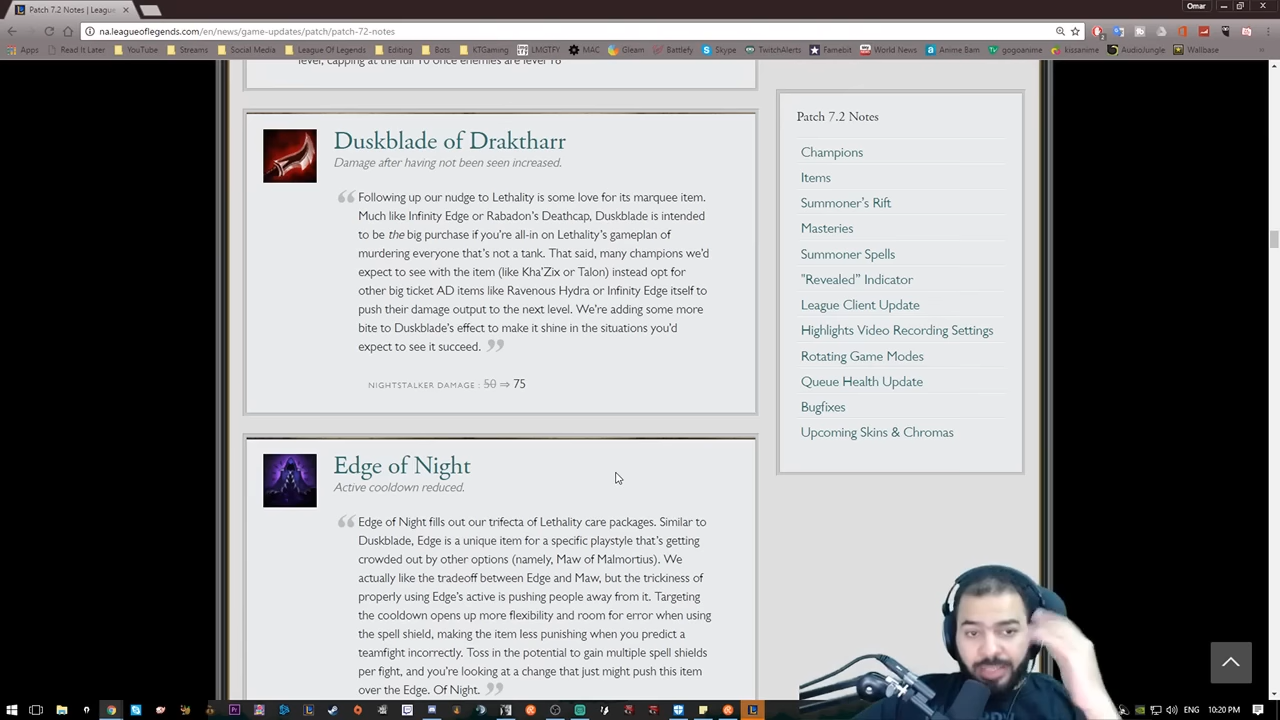 Patch 7.2 Notes | Leagu
Omar
na.leagueoflegends.com/en/news/game-updates/patch/patch-72-notes
Apps
Read It Later
YouTube
Streams
Social Media
League Of Legends
Editing
Bots
KTGaming
LMGTFY
MAC
Gleam
Battlefy
Skype
TwitchAlerts
Famebit
World News
Anime Bam
gogoanime
kissanime
Audiojungle
Wallbase
level, capping at the full 10 once enemies are level 18
Duskblade of Draktharr
Damage after having not been seen increased.
Following up our nudge to Lethality is some love for its marquee item.
Much like Infinity Edge or Rabadon's Deathcap, Duskblade is intended
to be the big purchase if you're all-in on Lethality's gameplan of
murdering everyone that's not a tank. That said, many champions we'd
expect to see with the item (like Kha'Zix or Talon) instead opt for
other big ticket AD items like Ravenous Hydra or Infinity Edge itself to
push their damage output to the next level. We're adding some more
bite to Duskblade's effect to make it shine in the situations you'd
expect to see it succeed.
NIGHTSTALKER DAMAGE : 50 ⇒ 75
Edge of Night
Active cooldown reduced.
Edge of Night fills out our trifecta of Lethality care packages. Similar to
Duskblade, Edge is a unique item for a specific playstyle that's getting
crowded out by other options (namely, Maw of Malmortius). We
actually like the tradeoff between Edge and Maw, but the trickiness of
properly using Edge's active is pushing people away from it. Targeting
the cooldown opens up more flexibility and room for error when using
the spell shield, making the item less punishing when you predict a
teamfight incorrectly. Toss in the potential to gain multiple spell shields
per fight, and you're looking at a change that just might push this item
over the Edge. Of Night.
Patch 7.2 Notes
Champions
Items
Summoner's Rift
Masteries
Summoner Spells
"Revealed" Indicator
League Client Update
Highlights Video Recording Settings
Rotating Game Modes
Queue Health Update
Bugfixes
Upcoming Skins & Chromas
ENG
10:20 PM